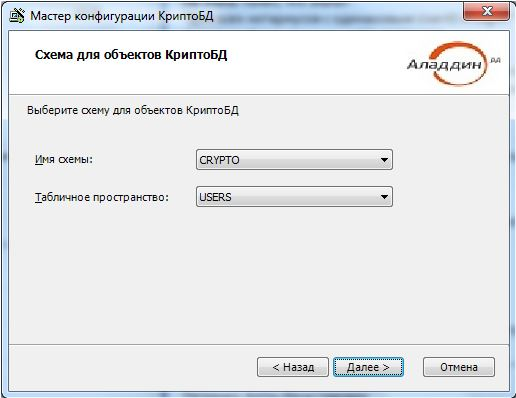 Мастер конфигурации КриптоБД
Схема для объектов КриптоБД
Аладдин РД
Выберите схему для объектов КриптоБД
Имя схемы: CRYPTO
Табличное пространство: USERS
< Назад Далее > Отмена